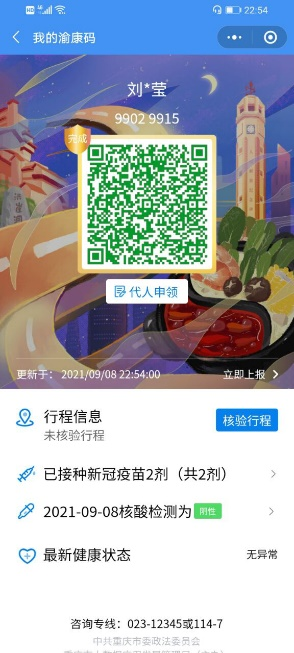 HD 22:54
我的渝康码
刘*莹
9902 9915
完成
代人申领
更新于： 2021/09/08 22:54:00 立即上报
行程信息
未核验行程
核验行程
已接种新冠疫苗2剂（共2剂）
2021-09-08核酸检测为 阴性
最新健康状态 无异常
咨询专线：023-12345或114-7
中共重庆市委政法委员会